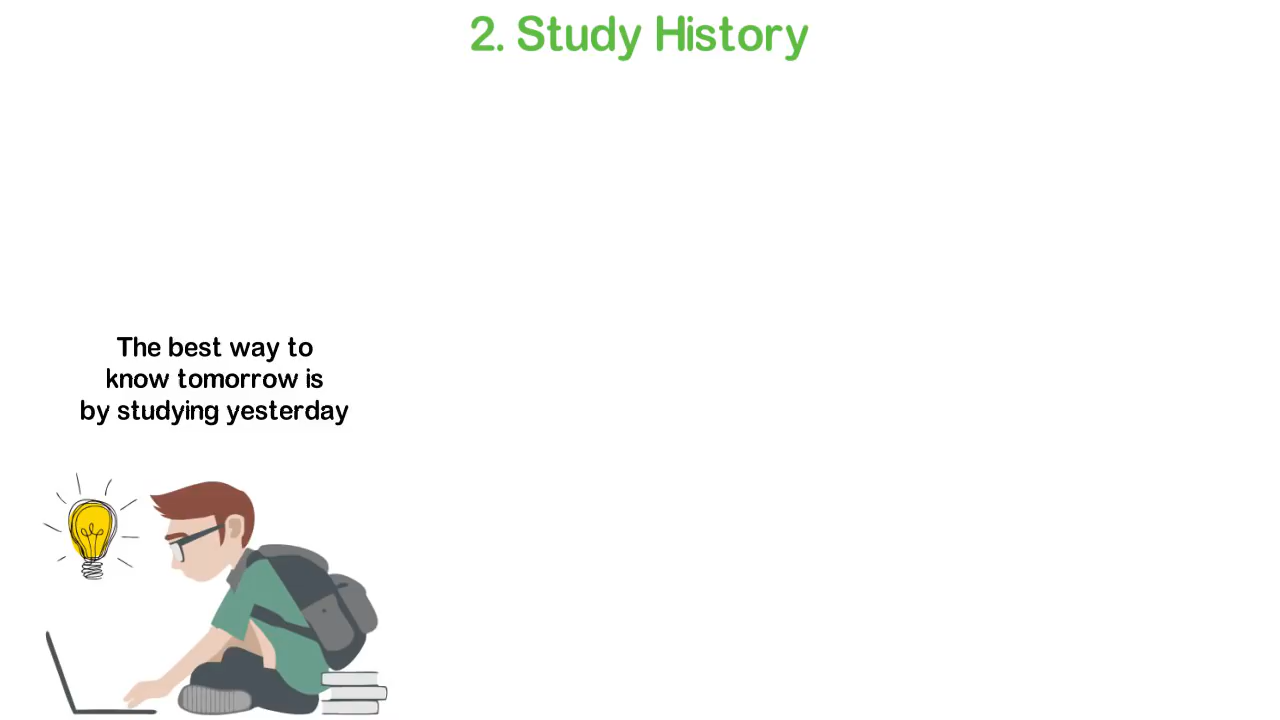 2. Study History
The best way to
know tomorrow is
by studying yesterday